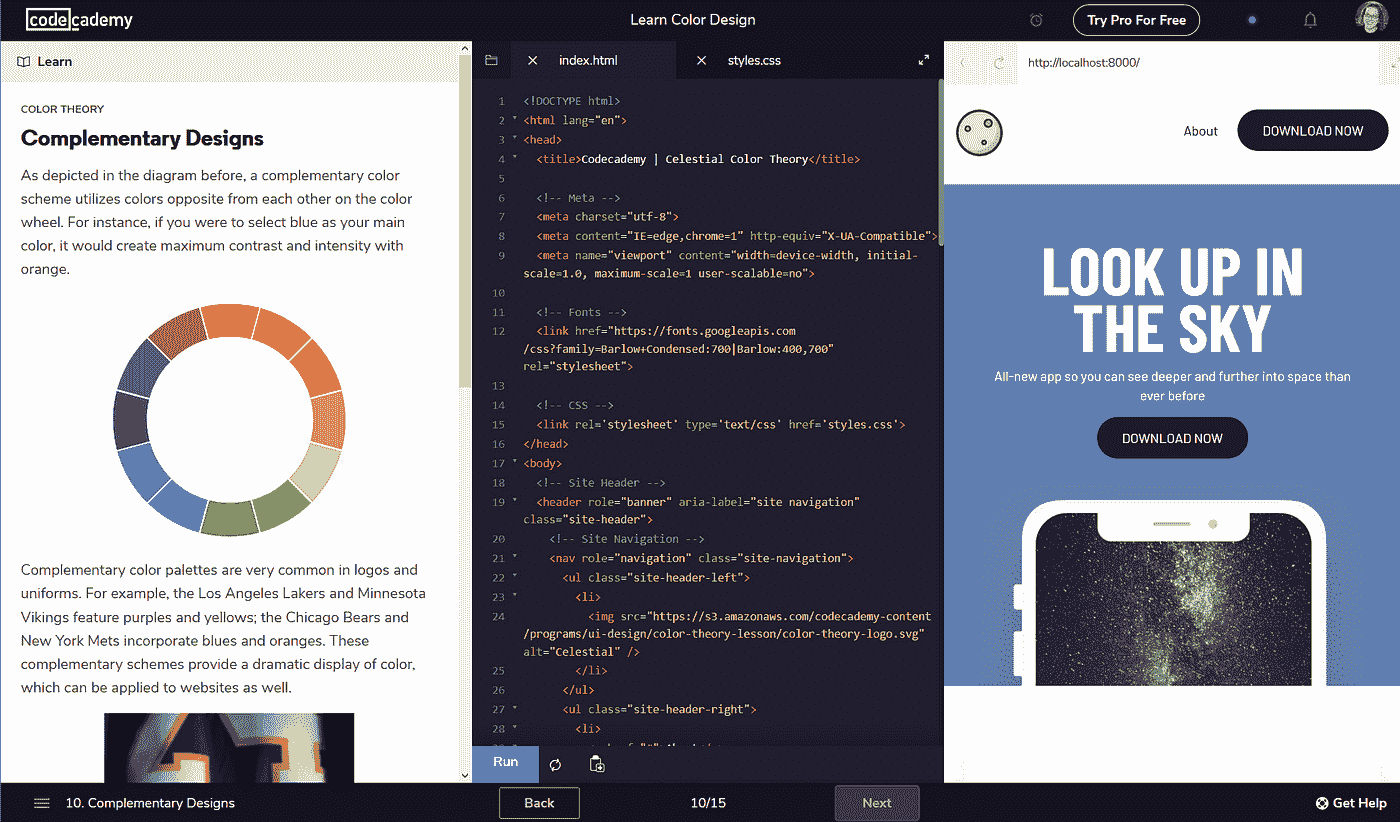 codecademy
Learn Color Design
Try Pro For Free
Learn
COLOR THEORY
Complementary Designs
As depicted in the diagram before, a complementary color
scheme utilizes colors opposite from each other on the color
wheel. For instance, if you were to select blue as your main
color, it would create maximum contrast and intensity with
orange.
Complementary color palettes are very common in logos and
uniforms. For example, the Los Angeles Lakers and Minnesota
Vikings feature purples and yellows; the Chicago Bears and
New York Mets incorporate blues and oranges. These
complementary schemes provide a dramatic display of color,
which can be applied to websites as well.
index.html
styles.css
1 <!DOCTYPE html>
2 <html lang="en">
3 <head>
4 <title>Codecademy | Celestial Color Theory</title>
5
6 <!-- Meta -->
7 <meta charset="utf-8">
8 <meta content="IE=edge,chrome=1" http-equiv="X-UA-Compatible">
9 <meta name="viewport" content="width=device-width, initial-
scale=1.0, maximum-scale=1 user-scalable=no">
10
11 <!-- Fonts -->
12 <link href="https://fonts.googleapis.com
/css?family=Barlow+Condensed:700|Barlow:400,700"
rel="stylesheet">
13
14 <!-- CSS -->
15 <link rel='stylesheet' type='text/css' href='styles.css'>
16 </head>
17 <body>
18 <!-- Site Header -->
19 <header role="banner" aria-label="site navigation"
class="site-header">
20 <!-- Site Navigation -->
21 <nav role="navigation" class="site-navigation">
22 <ul class="site-header-left">
23 <li>
24 <img src="https://s3.amazonaws.com/codecademy-content
/programs/ui-design/color-theory-lesson/color-theory-logo.svg"
alt="Celestial" />
25 </li>
26 </ul>
27 <ul class="site-header-right">
28 <li>
Run
http://localhost:8000/
About
DOWNLOAD NOW
LOOK UP IN
THE SKY
All-new app so you can see deeper and further into space than
ever before
DOWNLOAD NOW
10. Complementary Designs
Back
10/15
Next
Get Help